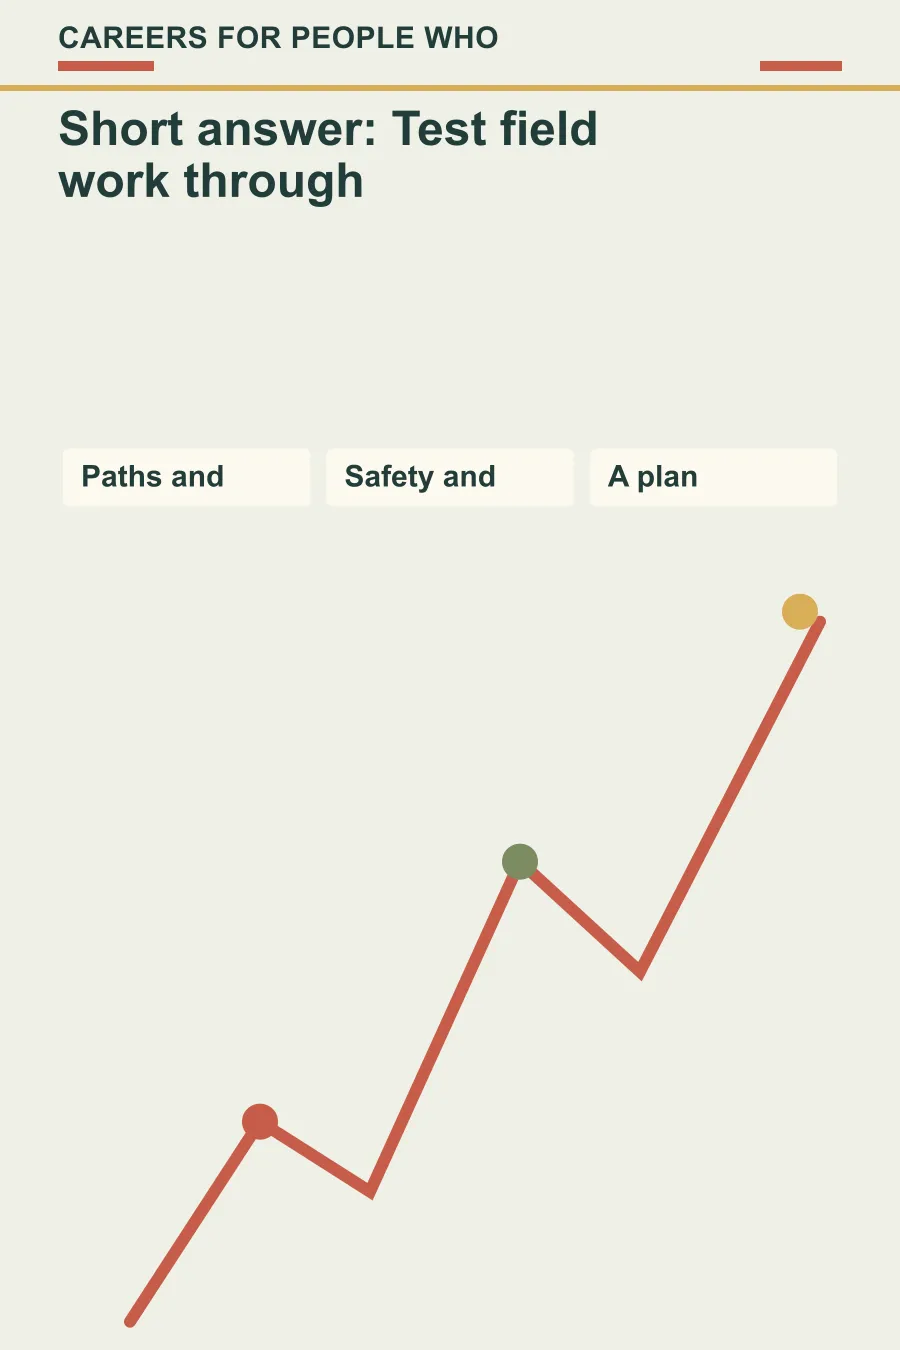 CAREERS FOR PEOPLE WHO
Short answer: Test field
work through
Paths and
Safety and
A plan